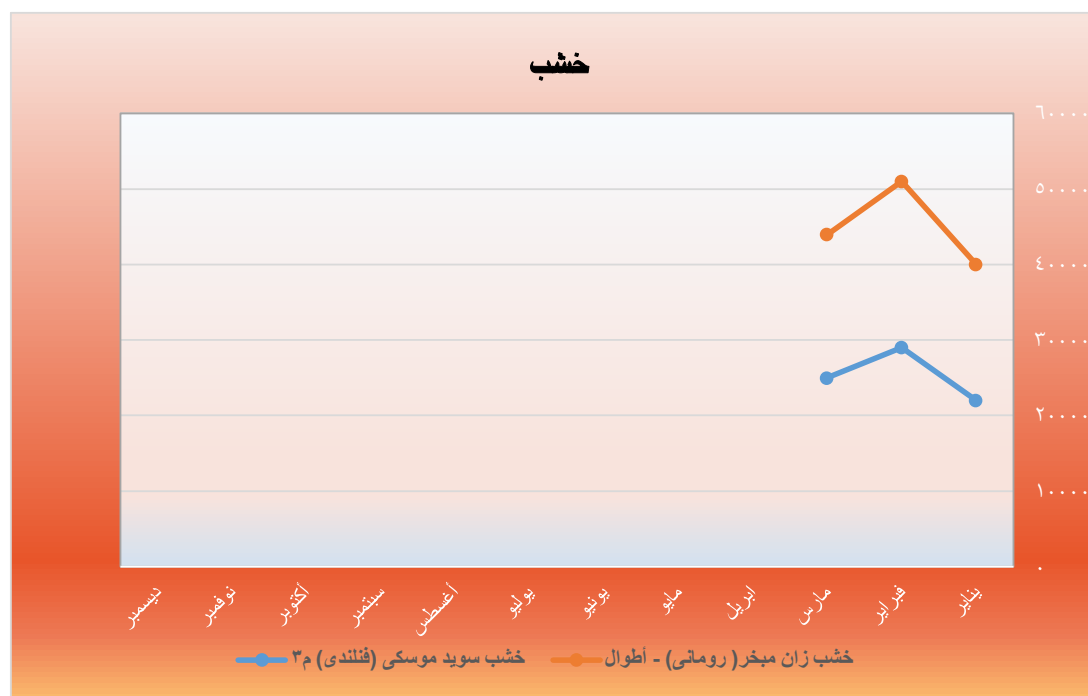 خشب
٦٠٠٠٠
٥٠٠٠٠
٤٠٠٠٠
٣٠٠٠٠
٢٠٠٠٠
١٠٠٠٠
٠
يناير
فبراير
مارس
ابريل
مايو
يونيو
يوليو
أغسطس
سبتمبر
أكتوبر
نوفمبر
ديسمبر
خشب زان مبخر( رومانى) - أطوال
خشب سويد موسكى (فنلندى) م٣